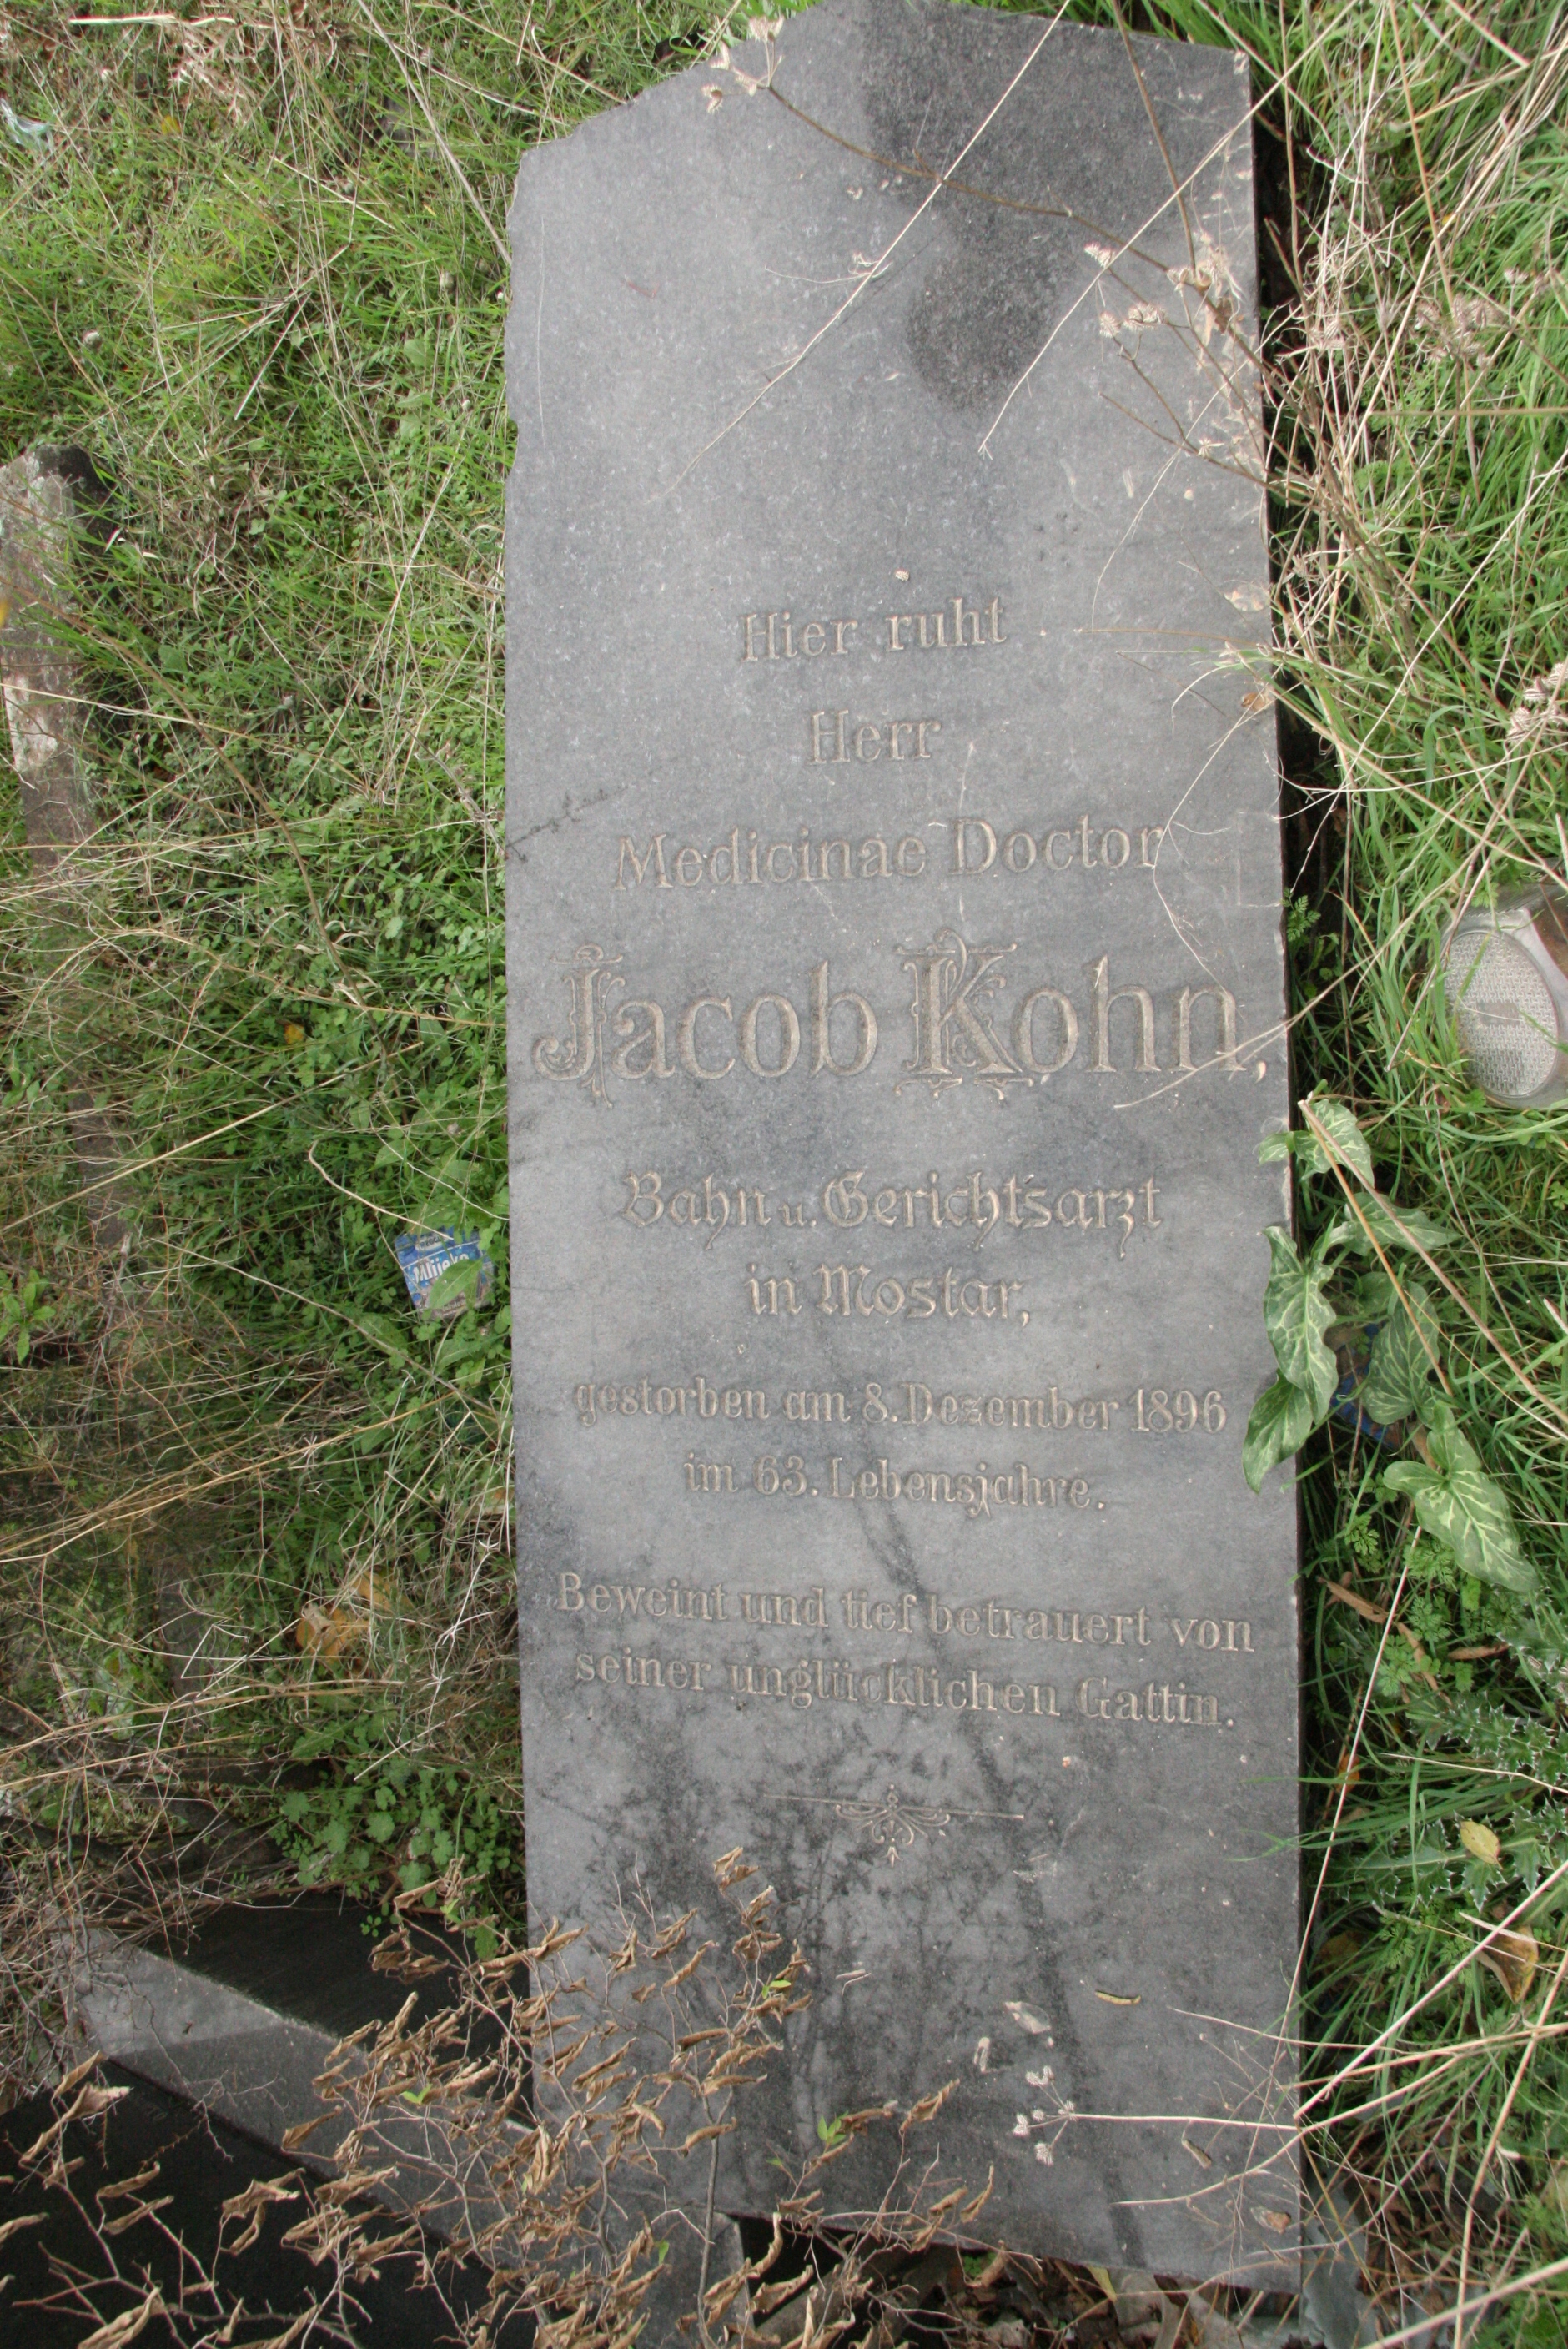 Hier ruht
Herr
Medicinae Doctor
Jacob Kohn,
Bahn u. Gerichtsarzt
in Mostar,
gestorben am 8. Dezember 1896
im 63. Lebensjahre.
Beweint und tief betrauert von
seiner unglücklichen Gattin.
Mlijeko